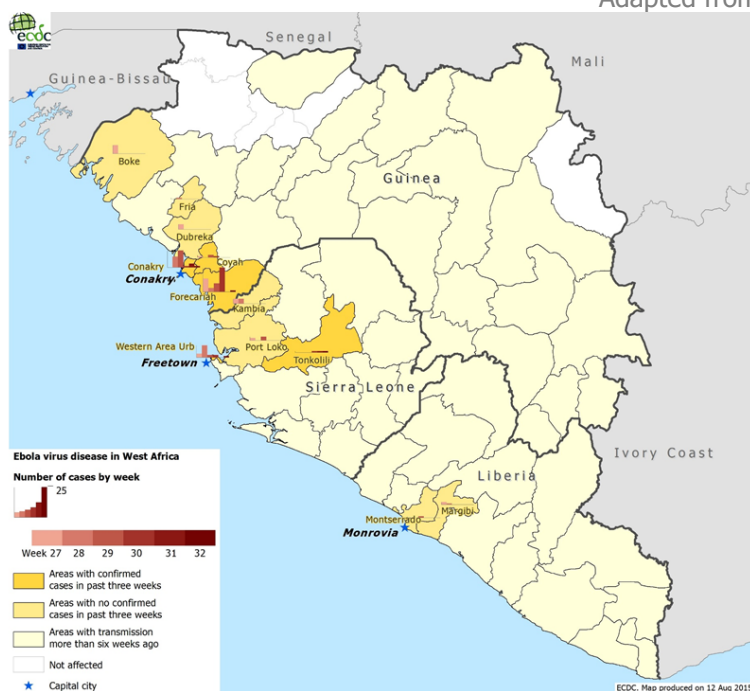 Adapted from
ecdc
Senegal
Mali
Guinea-Bissau
Boke
Guinea
Fria
Dubreka
Coyah
Conakry
Conakry
Forecariah
Kambia
Western Area Urb
Port Loko
Freetown
Tonkolili
Sierra Leone
Ivory Coast
Liberia
Margibi
Montserrado
Monrovia
Ebola virus disease in West Africa
Number of cases by week
25
Week 27 28 29 30 31 32
Areas with confirmed
cases in past three weeks
Areas with no confirmed
cases in past three weeks
Areas with transmission
more than six weeks ago
Not affected
Capital city
ECDC. Map produced on 12 Aug 2015